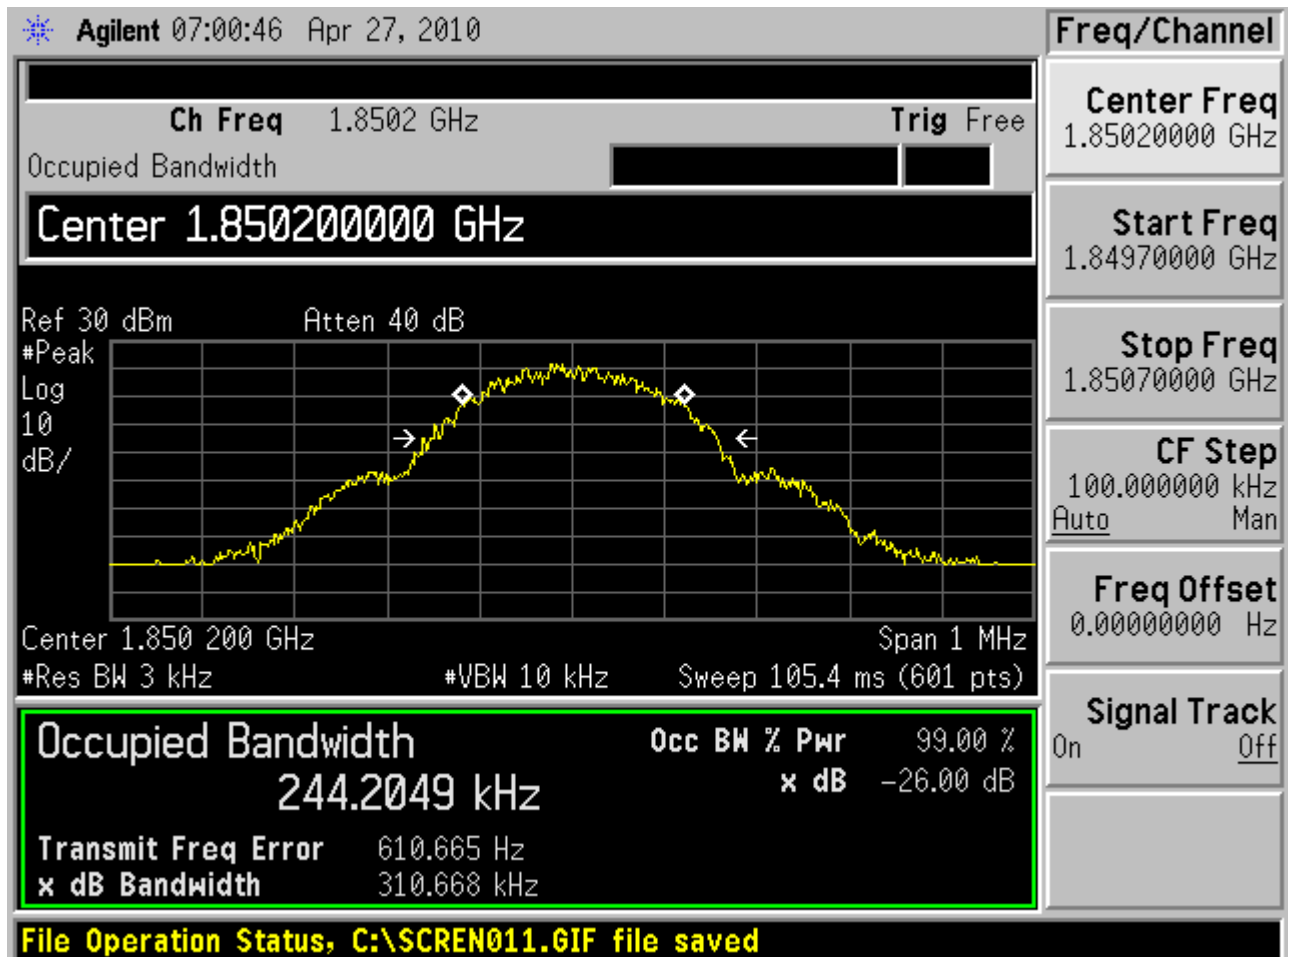 Agilent 07:00:46 Apr 27, 2010
Freq/Channel
Ch Freq 1.8502 GHz Trig Free
Occupied Bandwidth
Center 1.850200000 GHz
Ref 30 dBm Atten 40 dB
#Peak
Log
10
dB/
Center 1.850 200 GHz Span 1 MHz
#Res BW 3 kHz #VBW 10 kHz Sweep 105.4 ms (601 pts)
Occupied Bandwidth
244.2049 kHz
Occ BW % Pwr 99.00 %
x dB -26.00 dB
Transmit Freq Error 610.665 Hz
x dB Bandwidth 310.668 kHz
Center Freq
1.85020000 GHz
Start Freq
1.84970000 GHz
Stop Freq
1.85070000 GHz
CF Step
100.000000 kHz
Auto Man
Freq Offset
0.00000000 Hz
Signal Track
On Off
File Operation Status, C:\SCREN011.GIF file saved